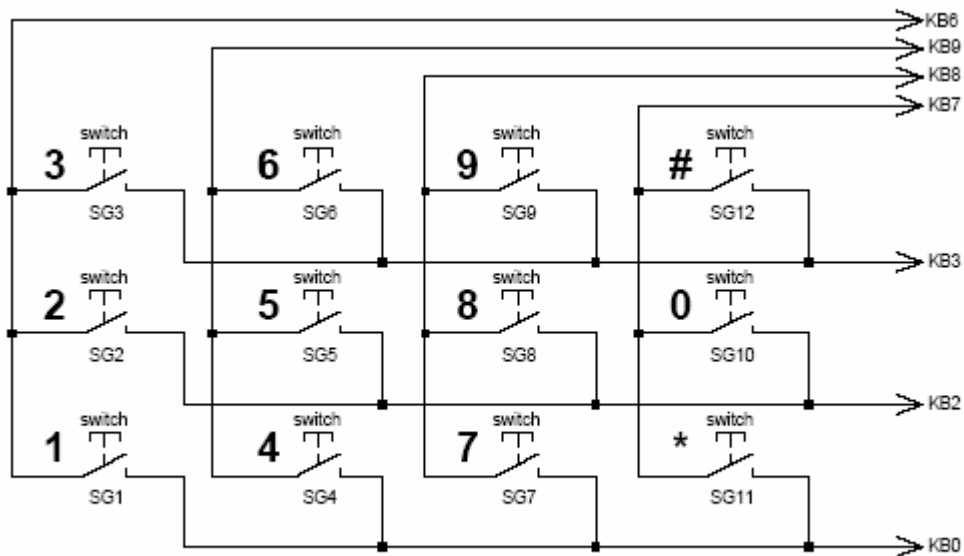 KB6
KB9
KB8
KB7
switch switch switch switch
3 6 9 #
SG3 SG6 SG9 SG12
KB3
switch switch switch switch
2 5 8 0
SG2 SG5 SG8 SG10
KB2
switch switch switch switch
1 4 7 *
SG1 SG4 SG7 SG11
KB0